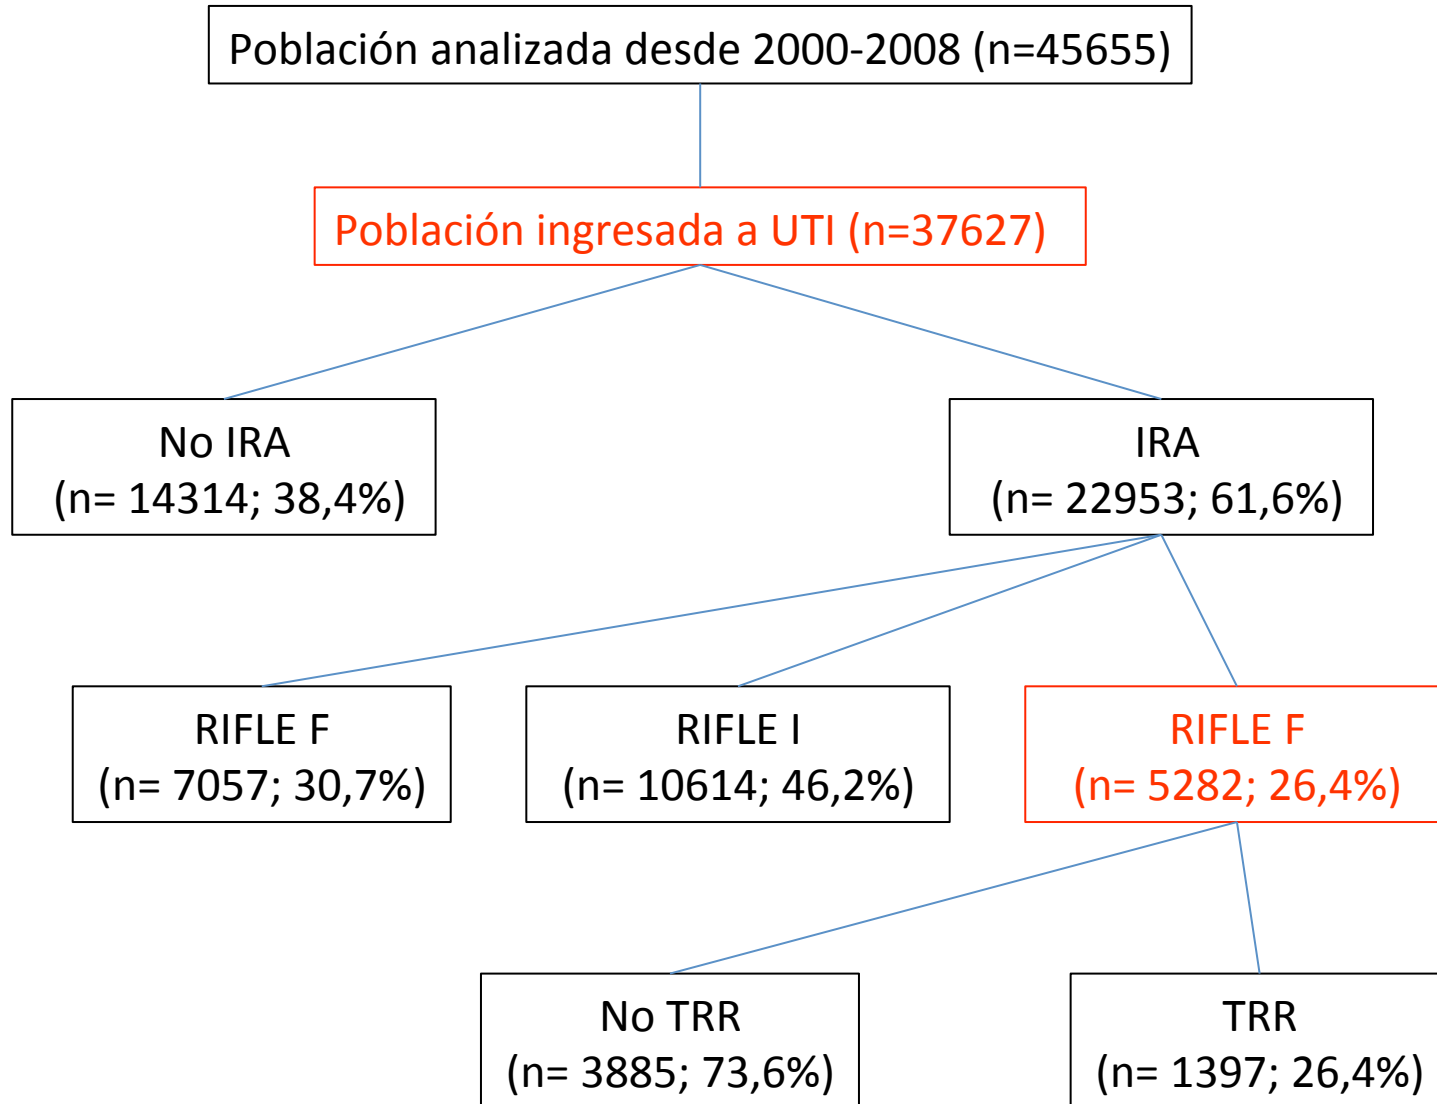 Población analizada desde 2000-2008 (n=45655)
Población ingresada a UTI (n=37627)
No IRA
(n= 14314; 38,4%)
IRA
(n= 22953; 61,6%)
RIFLE F
(n= 7057; 30,7%)
RIFLE I
(n= 10614; 46,2%)
RIFLE F
(n= 5282; 26,4%)
No TRR
(n= 3885; 73,6%)
TRR
(n= 1397; 26,4%)